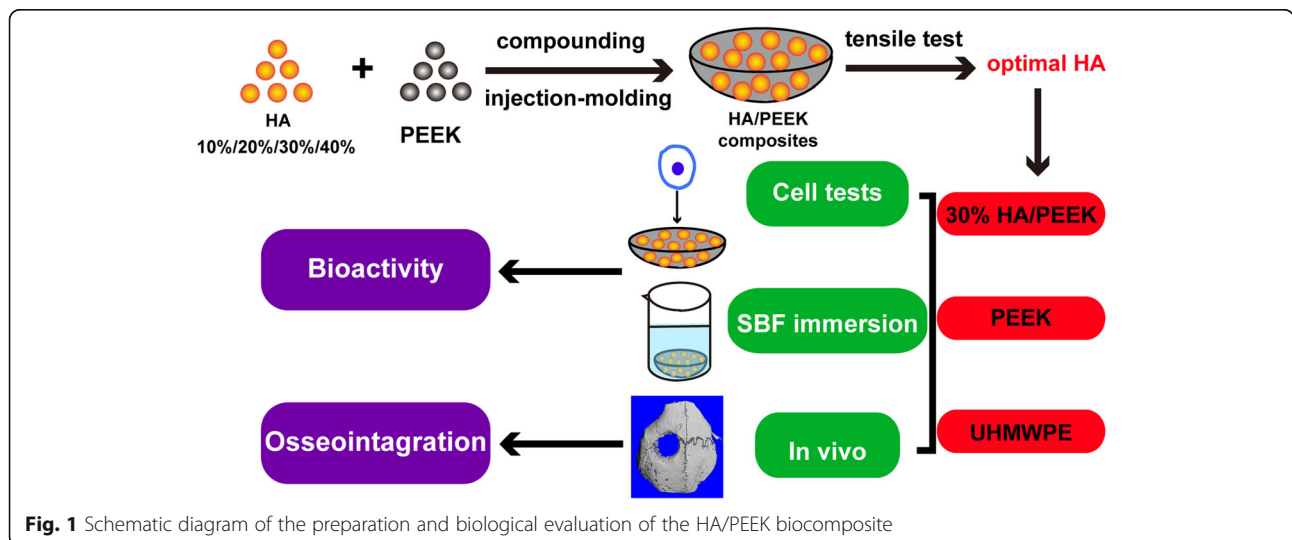 compounding
tensile test
+
optimal HA
injection-molding
HA
PEEK
HA/PEEK
10%/20%/30%/40%
composites
Cell tests
30% HA/PEEK
Bioactivity
SBF immersion
PEEK
Osseointagration
In vivo
UHMWPE
Fig. 1 Schematic diagram of the preparation and biological evaluation of the HA/PEEK biocomposite